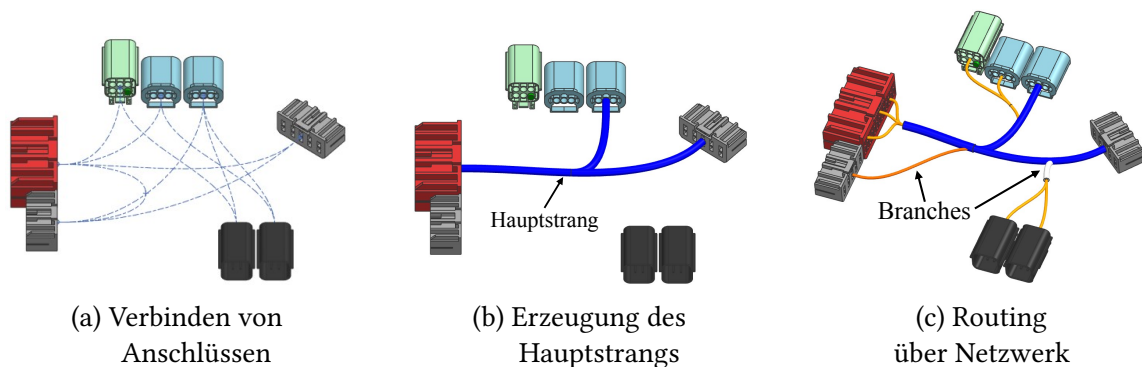 Hauptstrang
Branches
(a) Verbinden von
Anschlüssen
(b) Erzeugung des
Hauptstrangs
(c) Routing
über Netzwerk